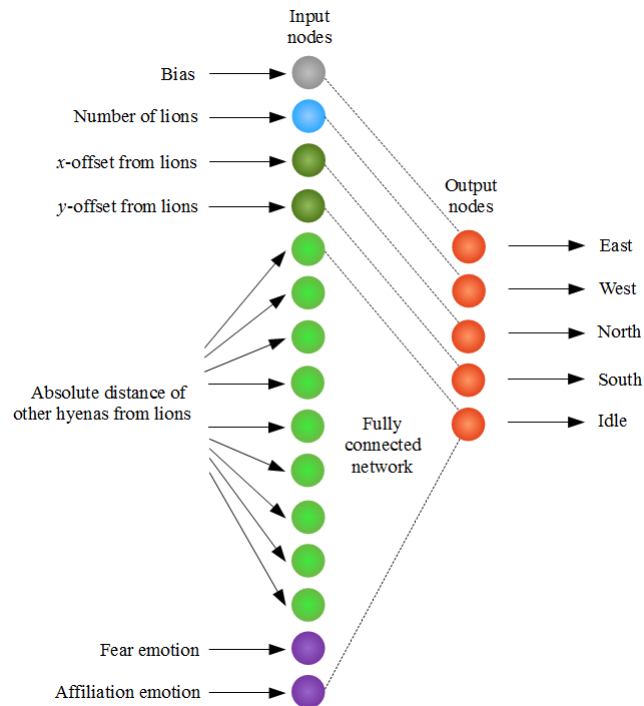 Input
nodes
Bias
Number of lions
x-offset from lions
y-offset from lions
Absolute distance of
other hyenas from lions
Fear emotion
Affiliation emotion
Fully
connected
network
Output
nodes
East
West
North
South
Idle